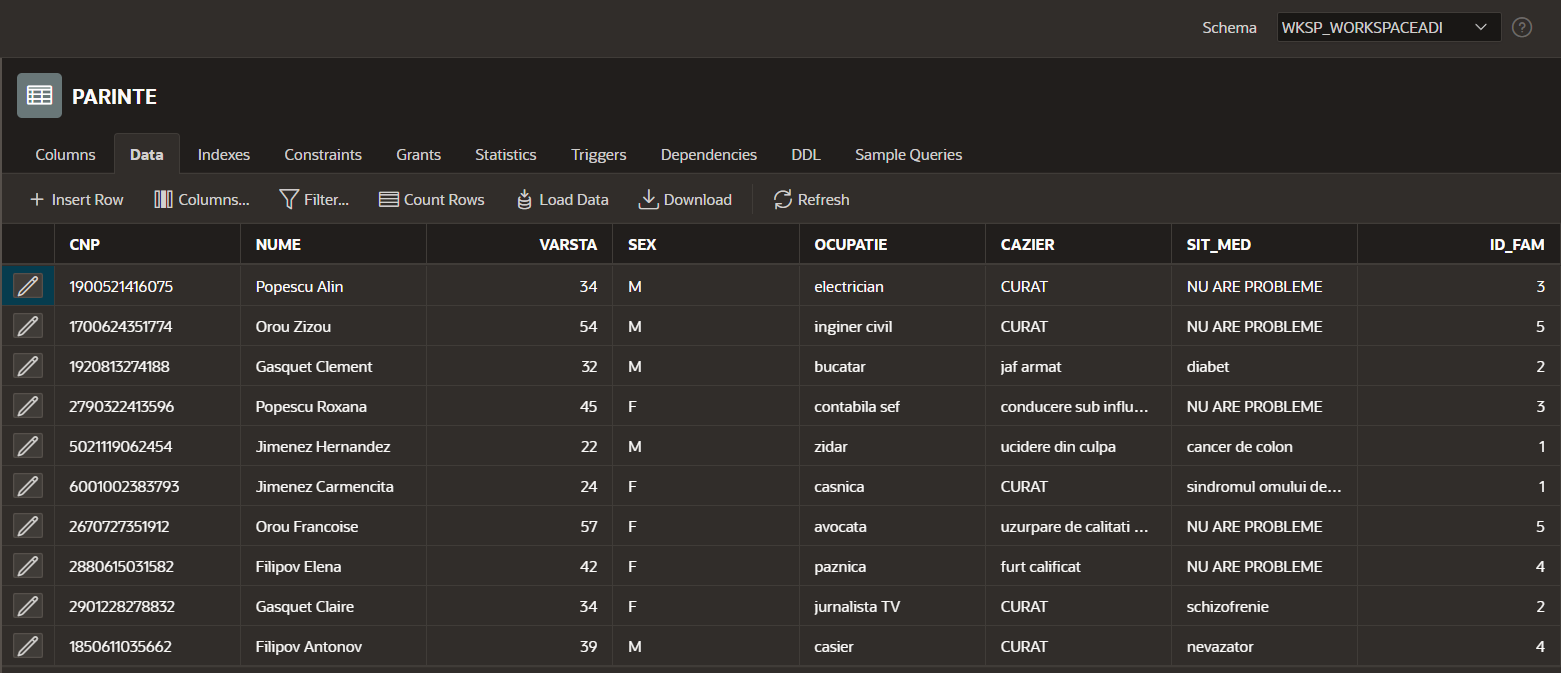 Schema WKSP_WORKSPACEADI ?
PARINTE
Columns Data Indexes Constraints Grants Statistics Triggers Dependencies DDL Sample Queries
+ Insert Row Columns... Filter... Count Rows Load Data Download Refresh
CNP NUME VARSTA SEX OCUPATIE CAZIER SIT_MED ID_FAM
1900521416075 Popescu Alin 34 M electrician CURAT NU ARE PROBLEME 3
1700624351774 Orou Zizou 54 M inginer civil CURAT NU ARE PROBLEME 5
1920813274188 Gasquet Clement 32 M bucatar jaf armat diabet 2
2790322413596 Popescu Roxana 45 F contabila sef conducere sub influ... NU ARE PROBLEME 3
5021119062454 Jimenez Hernandez 22 M zidar ucidere din culpa cancer de colon 1
6001002383793 Jimenez Carmencita 24 F casnica CURAT sindromul omului de... 1
2670727351912 Orou Francoise 57 F avocata uzurpare de calitati ... NU ARE PROBLEME 5
2880615031582 Filipov Elena 42 F paznica furt calificat NU ARE PROBLEME 4
2901228278832 Gasquet Claire 34 F jurnalista TV CURAT schizofrenie 2
1850611035662 Filipov Antonov 39 M casier CURAT nevazator 4